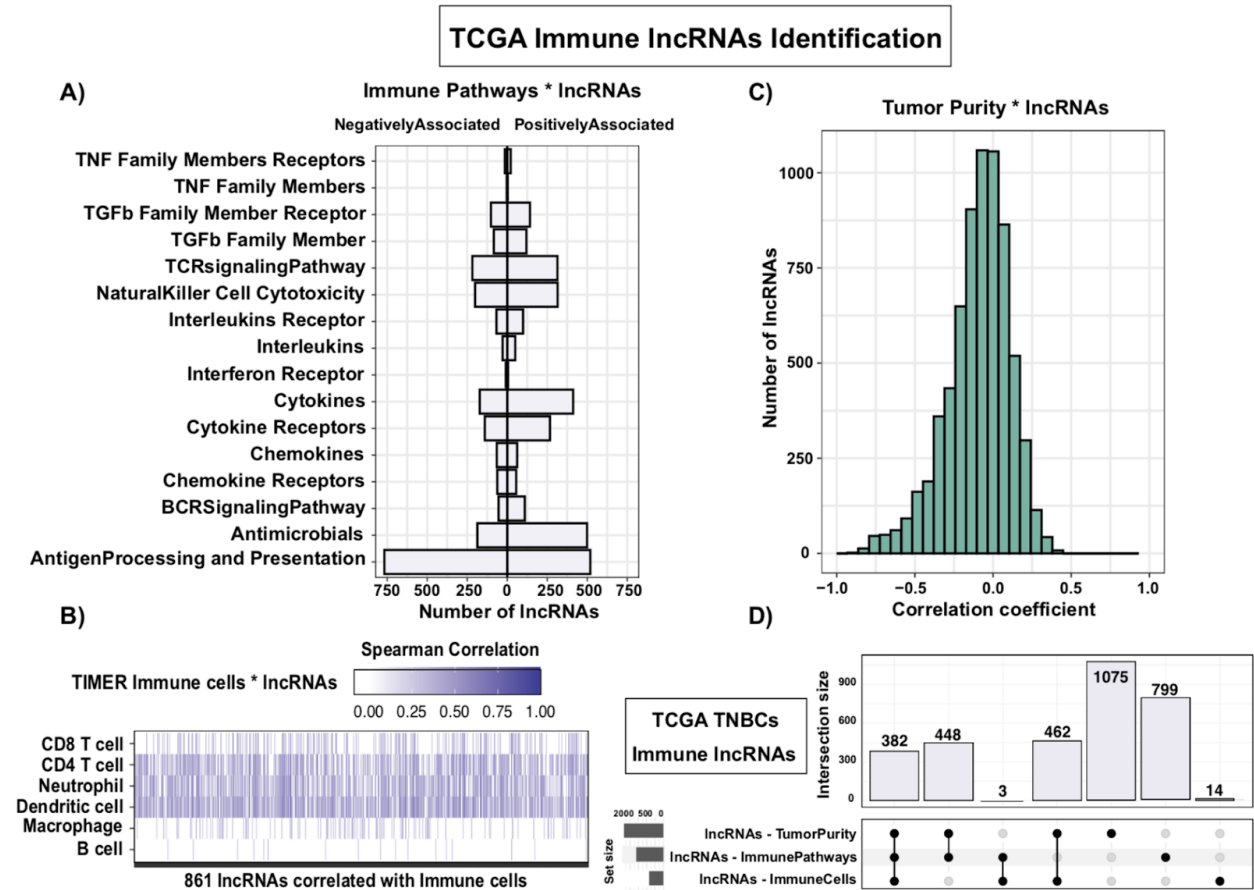 TCGA Immune lncRNAs Identification
A)
Immune Pathways * lncRNAs
NegativelyAssociated PositivelyAssociated
TNF Family Members Receptors
TNF Family Members
TGFb Family Member Receptor
TGFb Family Member
TCRsignalingPathway
NaturalKiller Cell Cytotoxicity
Interleukins Receptor
Interleukins
Interferon Receptor
Cytokines
Cytokine Receptors
Chemokines
Chemokine Receptors
BCRSignalingPathway
Antimicrobials
AntigenProcessing and Presentation
750 500 250 0 250 500 750
Number of lncRNAs
C)
Tumor Purity * lncRNAs
Number of lncRNAs
1000
750
500
250
0
−1.0 −0.5 0.0 0.5 1.0
Correlation coefficient
B)
Spearman Correlation
TIMER Immune cells * lncRNAs
0.00 0.25 0.50 0.75 1.00
CD8 T cell
CD4 T cell
Neutrophil
Dendritic cell
Macrophage
B cell
861 lncRNAs correlated with Immune cells
D)
TCGA TNBCs
Immune lncRNAs
Intersection size
900
600
300
0
382 448 3 462 1075 799 14
2000 500 0
Set size
lncRNAs - TumorPurity
lncRNAs - ImmunePathways
lncRNAs - ImmuneCells